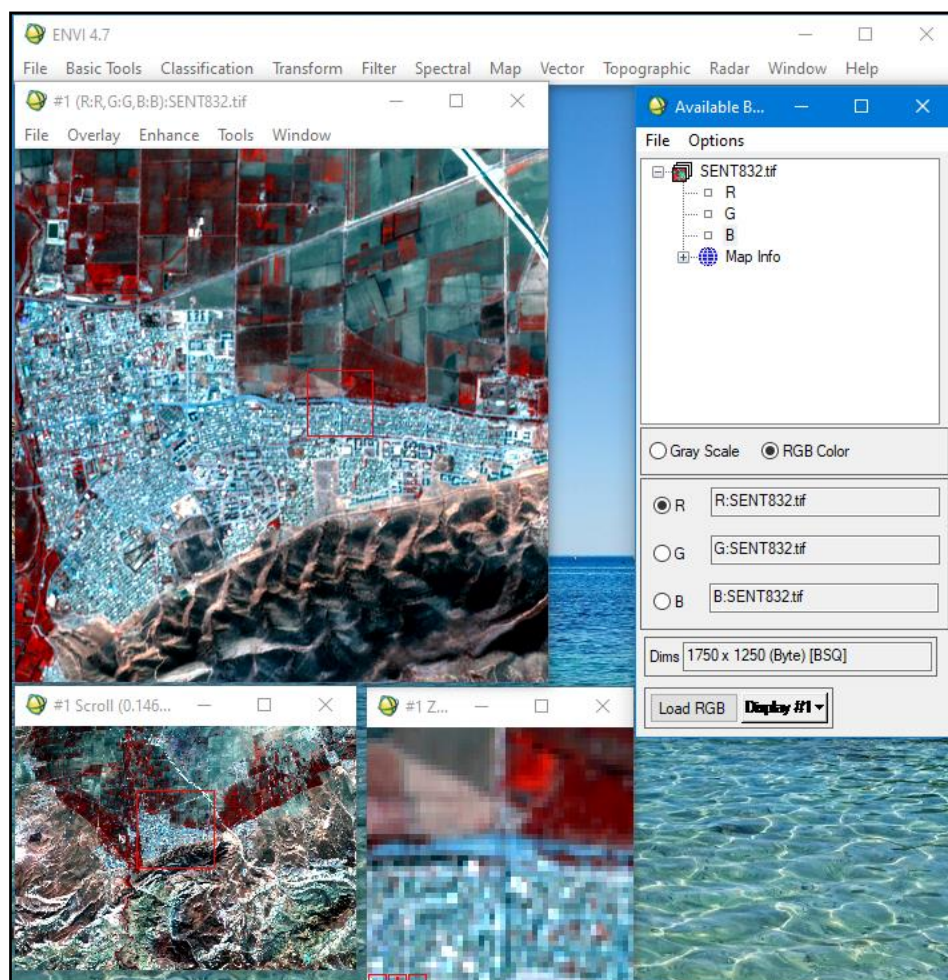 ENVI 4.7
File Basic Tools Classification Transform Filter Spectral Map Vector Topographic Radar Window Help
#1 (R:R,G:G,B:B):SENT832.tif
File Overlay Enhance Tools Window
Available B...
File Options
SENT832.tif
R
G
B
Map Info
Gray Scale RGB Color
R R:SENT832.tif
G G:SENT832.tif
B B:SENT832.tif
Dims 1750 x 1250 (Byte) [BSQ]
Load RGB Display #1
#1 Scroll (0.146...
#1 Z...